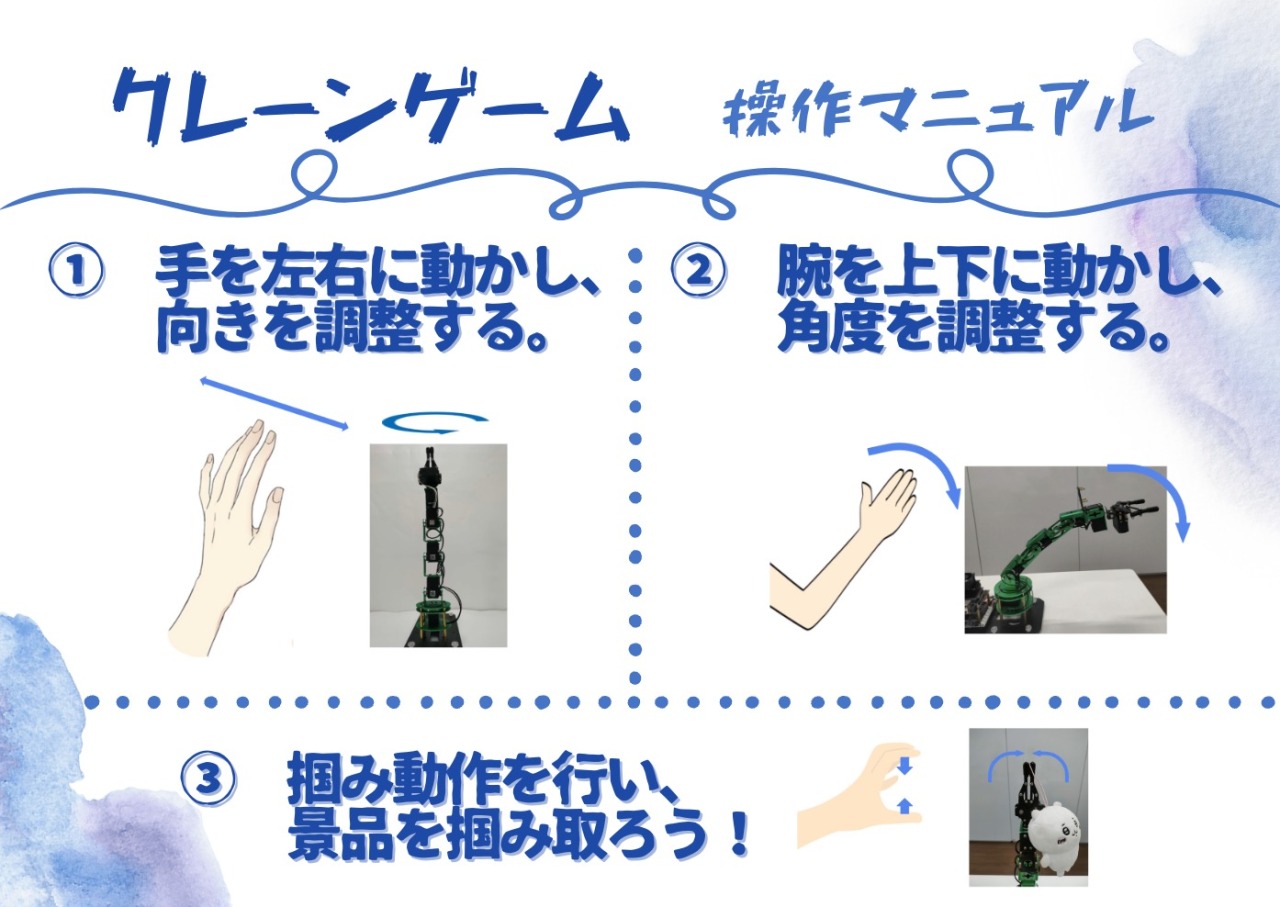 クレーンゲーム 操作マニュアル
① 手を左右に動かし、
向きを調整する。
② 腕を上下に動かし、
角度を調整する。
③ 掴み動作を行い、
景品を掴み取ろう！